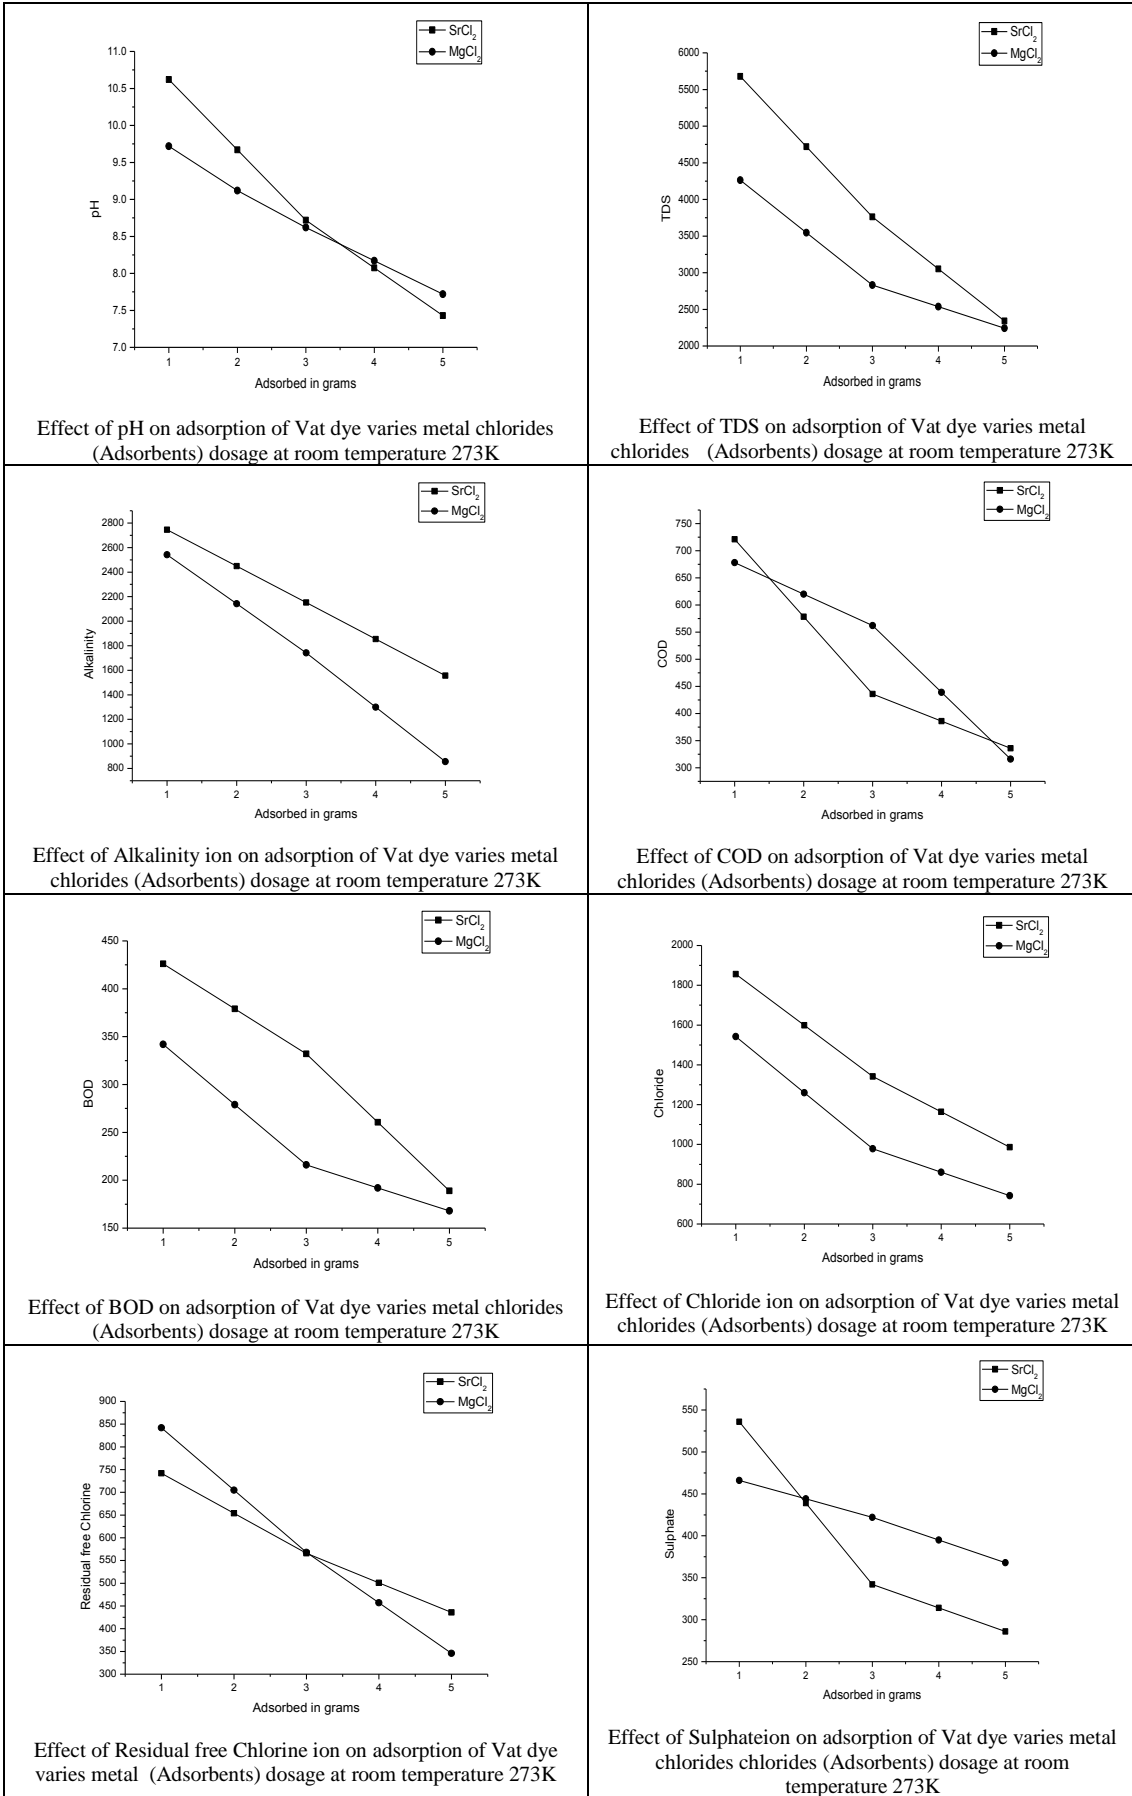 SrCl2
MgCl2
11.0
10.5
10.0
9.5
9.0
8.5
8.0
7.5
7.0
pH
1 2 3 4 5
Adsorbed in grams
Effect of pH on adsorption of Vat dye varies metal chlorides
(Adsorbents) dosage at room temperature 273K
SrCl2
MgCl2
6000
5500
5000
4500
4000
3500
3000
2500
2000
TDS
1 2 3 4 5
Adsorbed in grams
Effect of TDS on adsorption of Vat dye varies metal
chlorides (Adsorbents) dosage at room temperature 273K
SrCl2
MgCl2
2800
2600
2400
2200
2000
1800
1600
1400
1200
1000
800
Alkalinity
1 2 3 4 5
Adsorbed in grams
Effect of Alkalinity ion on adsorption of Vat dye varies metal
chlorides (Adsorbents) dosage at room temperature 273K
SrCl2
MgCl2
750
700
650
600
550
500
450
400
350
300
COD
1 2 3 4 5
Adsorbed in grams
Effect of COD on adsorption of Vat dye varies metal
chlorides (Adsorbents) dosage at room temperature 273K
SrCl2
MgCl2
450
400
350
300
250
200
150
BOD
1 2 3 4 5
Adsorbed in grams
Effect of BOD on adsorption of Vat dye varies metal chlorides
(Adsorbents) dosage at room temperature 273K
SrCl2
MgCl2
2000
1800
1600
1400
1200
1000
800
600
Chloride
1 2 3 4 5
Adsorbed in grams
Effect of Chloride ion on adsorption of Vat dye varies metal
chlorides (Adsorbents) dosage at room temperature 273K
SrCl2
MgCl2
900
850
800
750
700
650
600
550
500
450
400
350
300
Residual free Chlorine
1 2 3 4 5
Adsorbed in grams
Effect of Residual free Chlorine ion on adsorption of Vat dye
varies metal (Adsorbents) dosage at room temperature 273K
SrCl2
MgCl2
550
500
450
400
350
300
250
Sulphate
1 2 3 4 5
Adsorbed in grams
Effect of Sulphateion on adsorption of Vat dye varies metal
chlorides chlorides (Adsorbents) dosage at room
temperature 273K